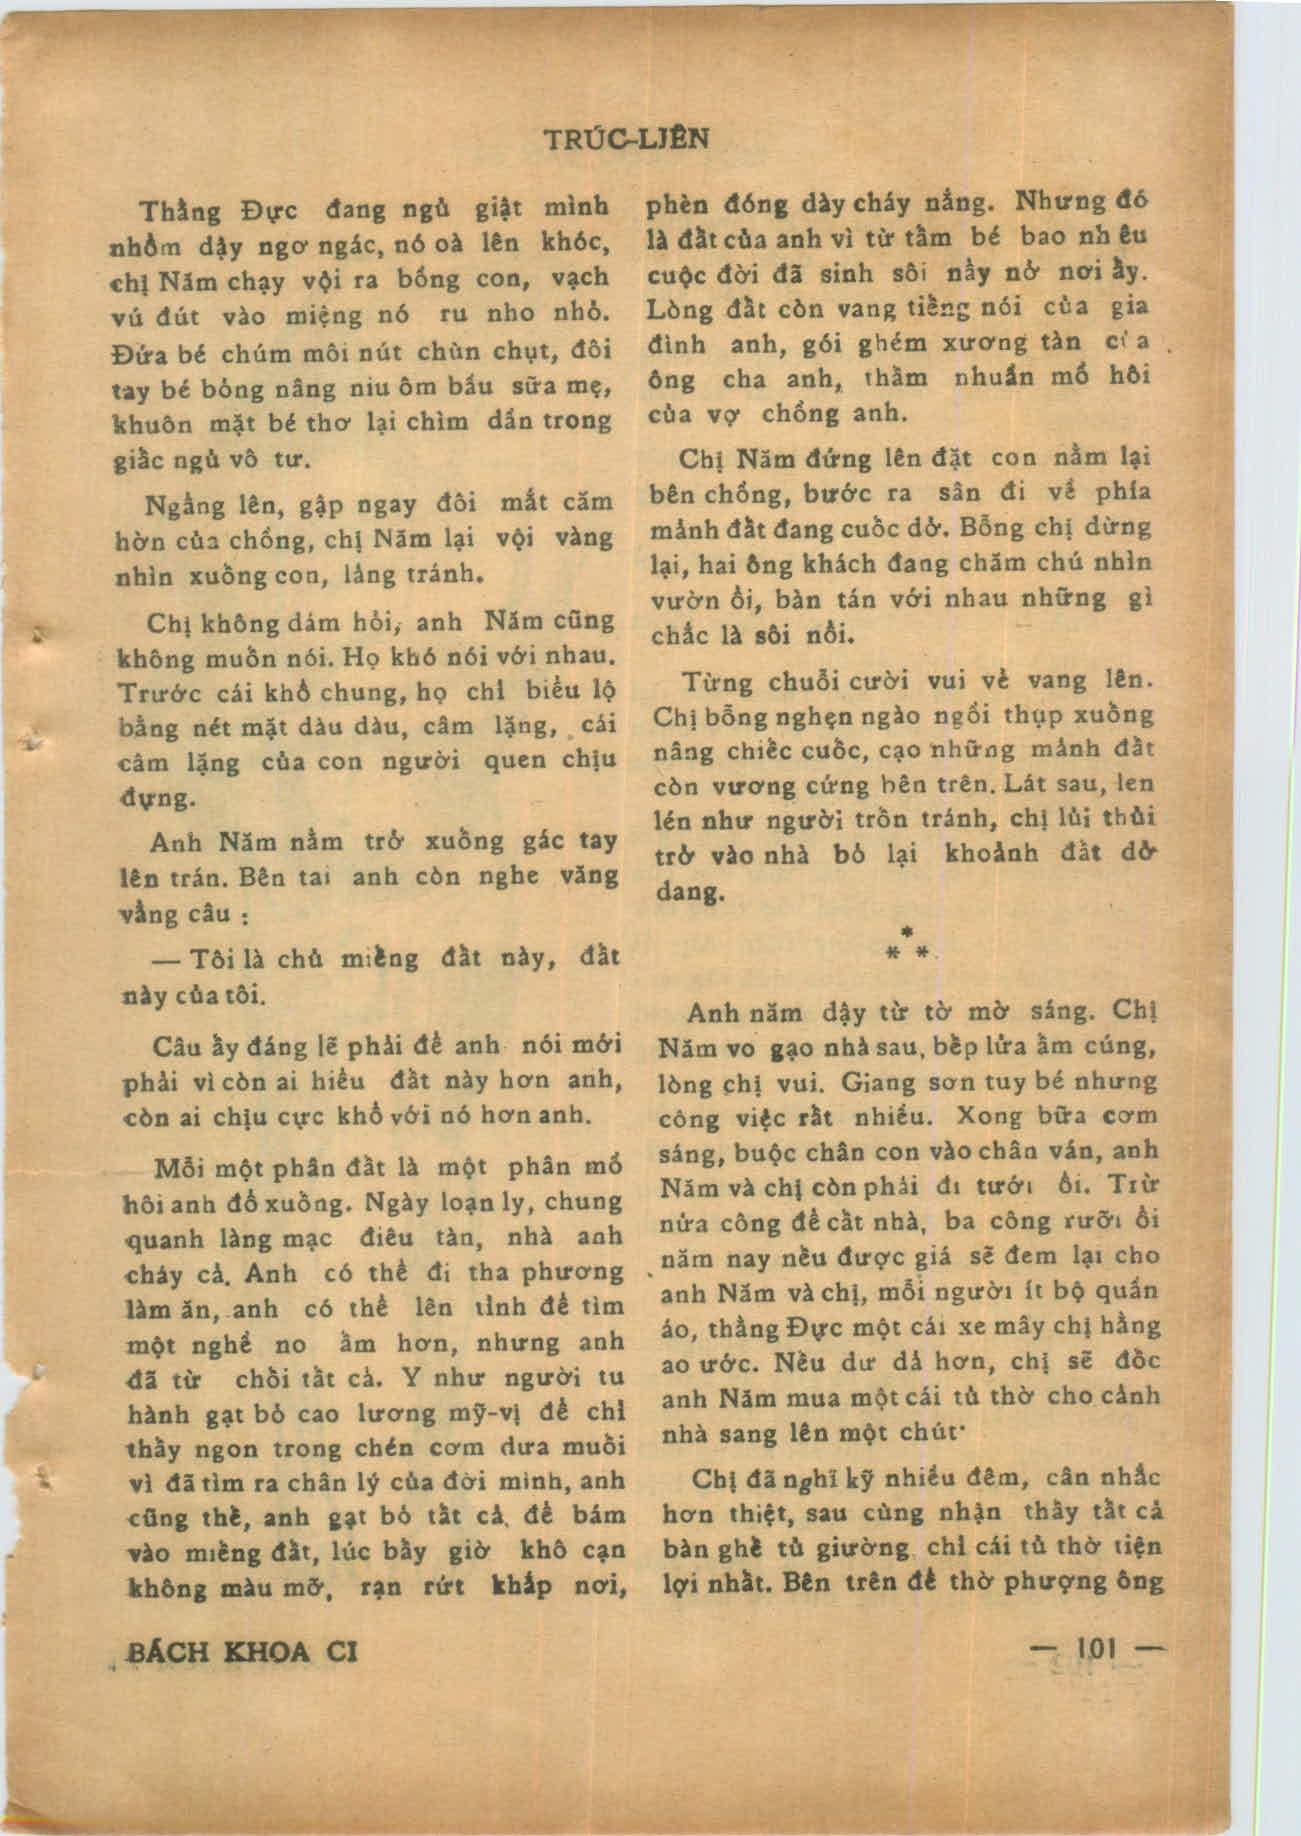 TRÚC-LIÊN
Thằng Đực đang ngủ giật mình
nhổm dậy ngơ ngác, nó oà lên khóc,
chị Năm chạy vội ra bồng con, vạch
vú đút vào miệng nó ru nho nhỏ.
Đứa bé chúm môi nút chùn chụt, đôi
tay bé bỏng nâng niu ôm bầu sữa mẹ,
khuôn mặt bé thơ lại chìm dần trong
giấc ngủ vô tư.
Ngẳng lên, gập ngay đôi mắt căm
hờn của chồng, chị Năm lại vội vàng
nhìn xuống con, lảng tránh.
Chị không dám hỏi, anh Năm cũng
không muốn nói. Họ khó nói với nhau.
Trước cái khổ chung, họ chỉ biểu lộ
bằng nét mặt dàu dàu, câm lặng, cái
câm lặng của con người quen chịu
đựng.
Anh Năm nằm trở xuống gác tay
lên trán. Bên tai anh còn nghe văng
vẳng câu :
— Tôi là chủ miếng đất này, đất
này của tôi.
Câu ấy đáng lẽ phải để anh nói mới
phải vì còn ai hiểu đất này hơn anh,
còn ai chịu cực khổ với nó hơn anh.
Mỗi một phân đất là một phân mồ
hôi anh đổ xuống. Ngày loạn ly, chung
quanh làng mạc điêu tàn, nhà anh
cháy cả. Anh có thể đi tha phương
làm ăn, anh có thể lên tỉnh để tìm
một nghề no ấm hơn, nhưng anh
đã từ chối tất cả. Y như người tu
hành gạt bỏ cao lương mỹ-vị để chỉ
thấy ngon trong chén cơm dưa muối
vì đã tìm ra chân lý của đời mình, anh
cũng thế, anh gạt bỏ tất cả, để bám
vào miếng đất, lúc bấy giờ khô cạn
không màu mỡ, rạn rứt khắp nơi,
phèn đóng dày cháy nắng. Nhưng đó
là đất của anh vì từ tấm bé bao nh êu
cuộc đời đã sinh sôi nẩy nở nơi ấy.
Lòng đất còn vang tiếng nói của gia
đình anh, gói ghém xương tàn của
ông cha anh, thấm nhuần mồ hôi
của vợ chồng anh.
Chị Năm đứng lên đặt con nằm lại
bên chồng, bước ra sân đi về phía
mảnh đất đang cuốc dở. Bỗng chị dừng
lại, hai ông khách đang chăm chú nhìn
vườn ổi, bàn tán với nhau những gì
chắc là sôi nổi.
Từng chuỗi cười vui vẻ vang lên.
Chị bỗng nghẹn ngào ngồi thụp xuống
nâng chiếc cuốc, cạo những mảnh đất
còn vương cứng bên trên. Lát sau, len
lén như người trốn tránh, chị lủi thủi
trở vào nhà bỏ lại khoảnh đất dở
dang.
*
* *
Anh năm dậy từ tờ mờ sáng. Chị
Năm vo gạo nhà sau, bếp lửa ấm cúng,
lòng chị vui. Giang sơn tuy bé nhưng
công việc rất nhiều. Xong bữa cơm
sáng, buộc chân con vào chân ván, anh
Năm và chị còn phải đi tưới ổi. Trừ
nửa công để cất nhà, ba công rưỡi ổi
năm nay nếu được giá sẽ đem lại cho
anh Năm và chị, mỗi người ít bộ quần
áo, thằng Đực một cái xe mây chị hằng
ao ước. Nếu dư dả hơn, chị sẽ đốc
anh Năm mua một cái tủ thờ cho cảnh
nhà sang lên một chút.
Chị đã nghĩ kỹ nhiều đêm, cân nhắc
hơn thiệt, sau cùng nhận thấy tất cả
bàn ghế tủ giường chỉ cái tủ thờ tiện
lợi nhất. Bên trên để thờ phượng ông
BÁCH KHOA CI
— 101 —